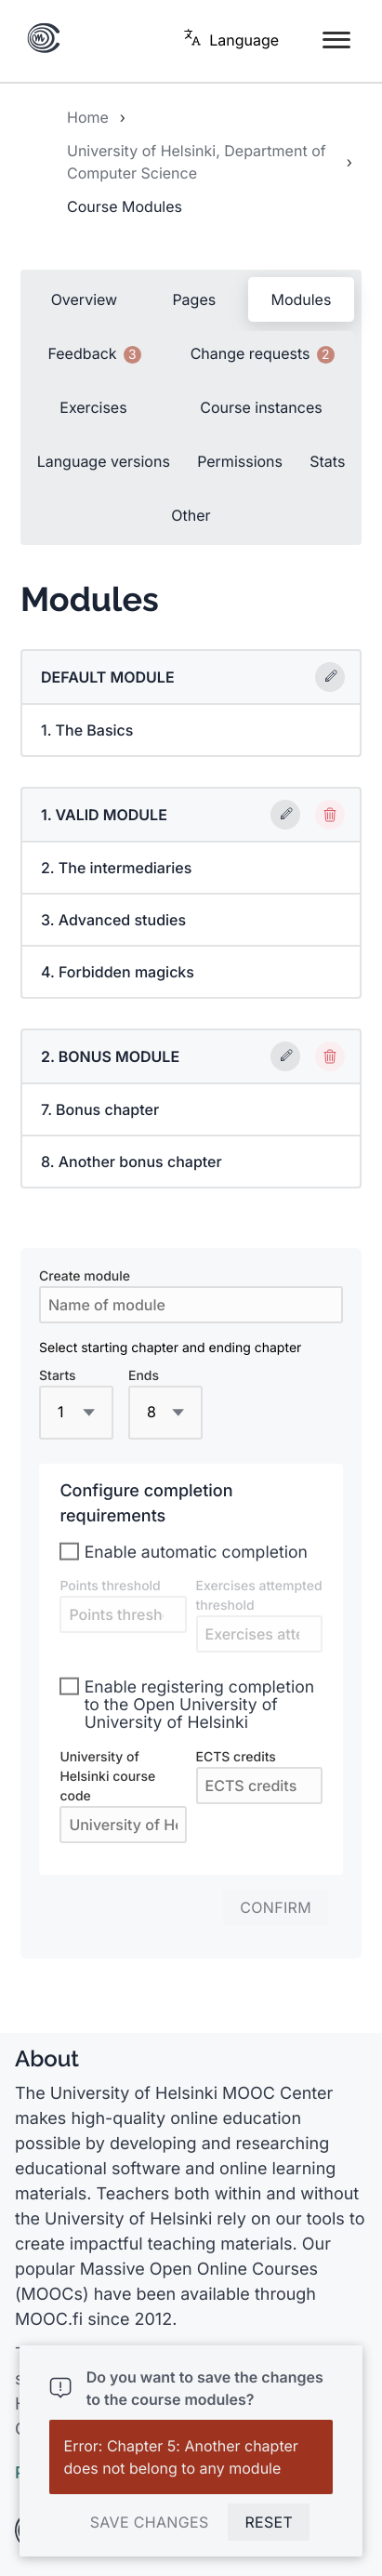 Language
Home ›
University of Helsinki, Department of
Computer Science ›
Course Modules
Overview Pages Modules
Feedback 3 Change requests 2
Exercises Course instances
Language versions Permissions Stats
Other
Modules
DEFAULT MODULE
1. The Basics
1. VALID MODULE
2. The intermediaries
3. Advanced studies
4. Forbidden magicks
2. BONUS MODULE
7. Bonus chapter
8. Another bonus chapter
Create module
Name of module
Select starting chapter and ending chapter
Starts Ends
1 8
Configure completion
requirements
Enable automatic completion
Points threshold
Points thresh
Exercises attempted
threshold
Exercises atte
Enable registering completion
to the Open University of
University of Helsinki
University of
Helsinki course
code
University of He
ECTS credits
ECTS credits
CONFIRM
About
The University of Helsinki MOOC Center
makes high-quality online education
possible by developing and researching
educational software and online learning
materials. Teachers both within and without
the University of Helsinki rely on our tools to
create impactful teaching materials. Our
popular Massive Open Online Courses
(MOOCs) have been available through
MOOC.fi since 2012.
Do you want to save the changes
to the course modules?
Error: Chapter 5: Another chapter
does not belong to any module
SAVE CHANGES RESET